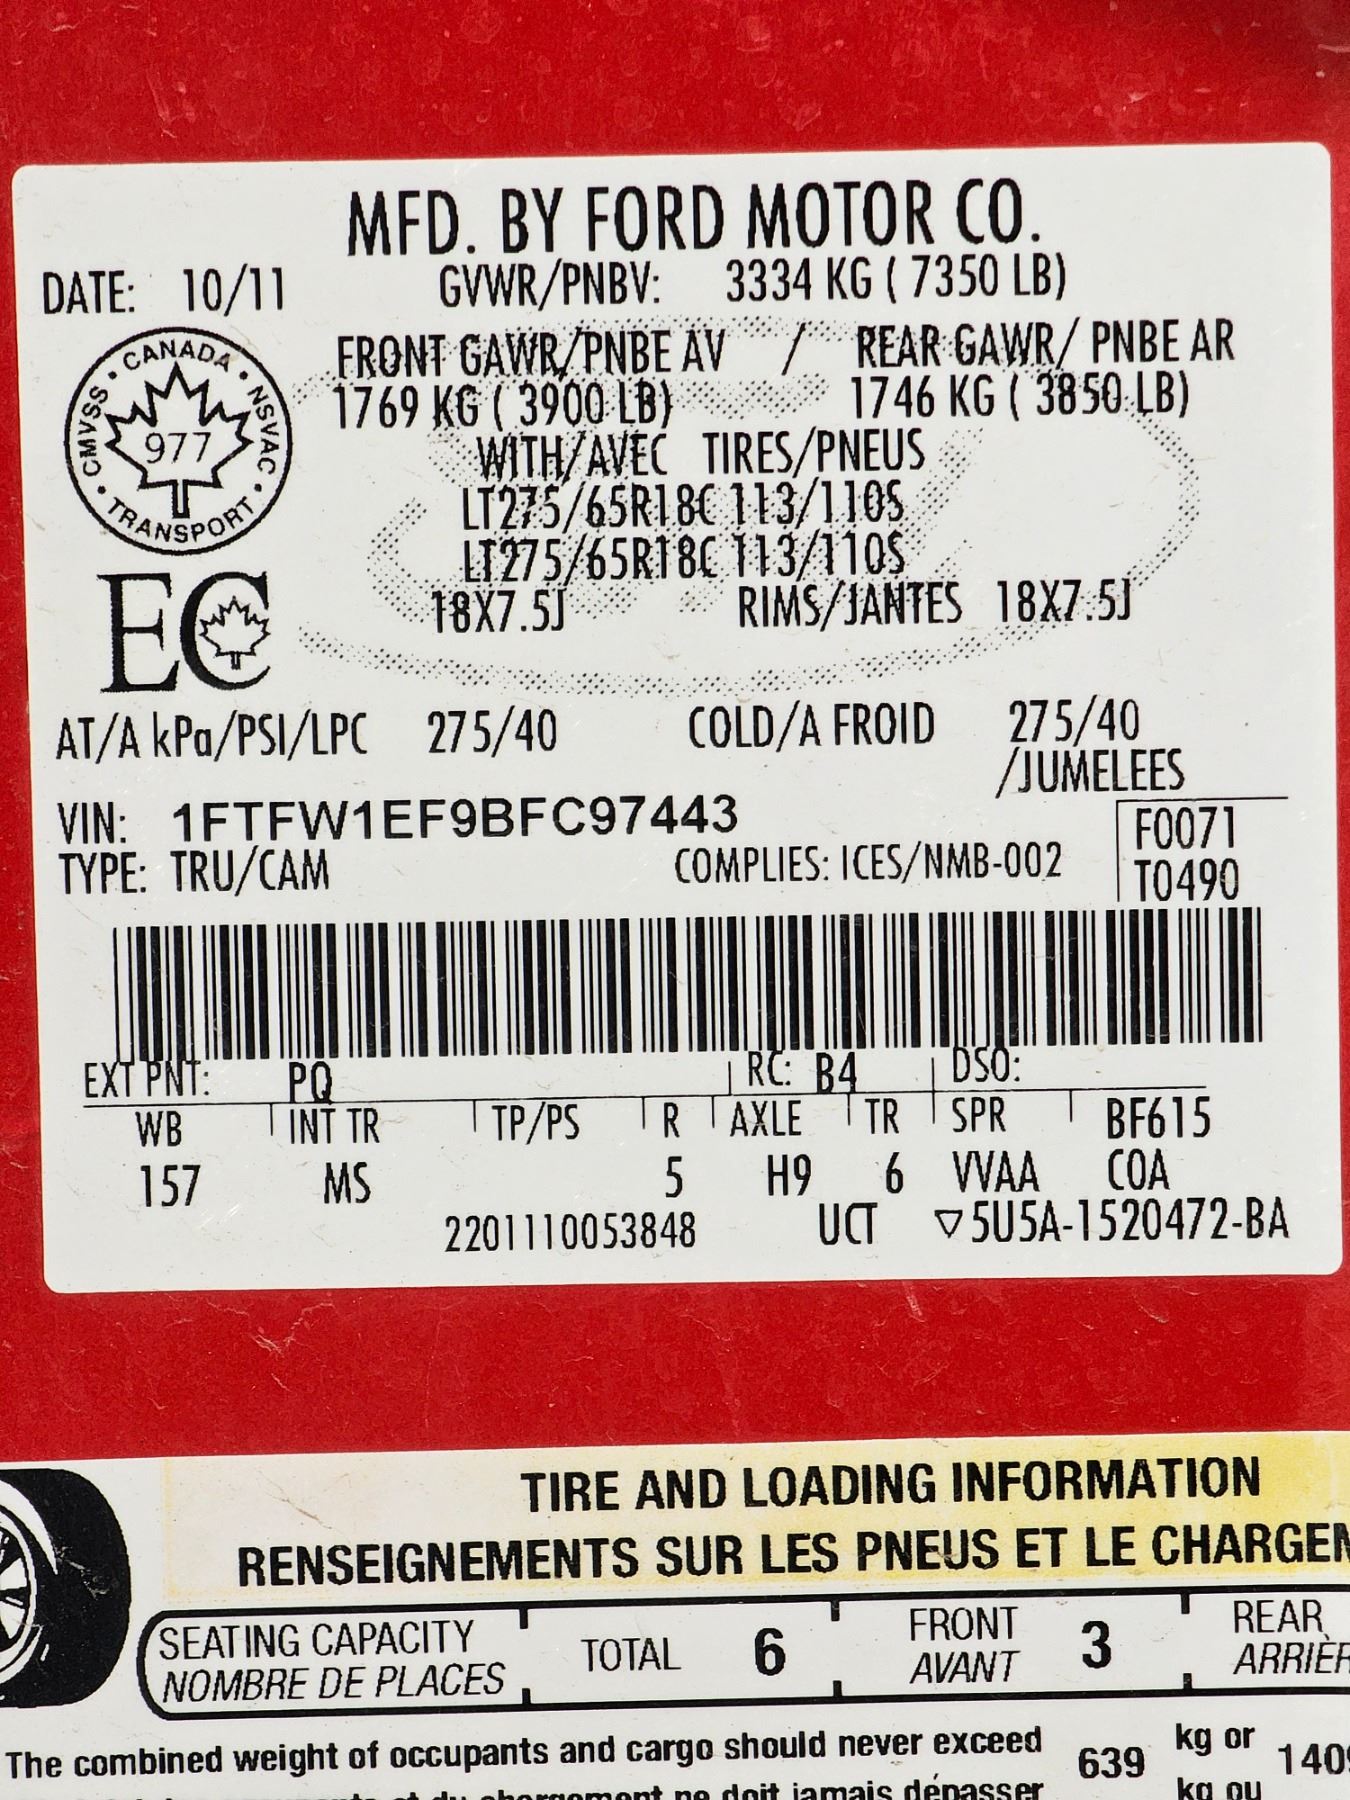 MFD. BY FORD MOTOR CO.
DATE: 10/11 GVWR/PNBV: 3334 KG ( 7350 LB)
FRONT GAWR/PNBE AV / REAR GAWR/ PNBE AR
1769 KG ( 3900 LB) 1746 KG ( 3850 LB)
WITH/AVEC TIRES/PNEUS
LT275/65R18C 113/110S
LT275/65R18C 113/110S
18X7.5J RIMS/JANTES 18X7.5J
CANADA • NSVAC • TRANSPORT • CMVSS •
977
EC
AT/A kPa/PSI/LPC 275/40 COLD/A FROID 275/40
/JUMELEES
VIN: 1FTFW1EF9BFC97443
F0071
TYPE: TRU/CAM COMPLIES: ICES/NMB-002
T0490
EXT PNT: PQ RC: B4 DSO:
WB INT TR TP/PS R AXLE TR SPR BF615
157 MS 5 H9 6 VVAA COA
2201110053848 UCT ▽5U5A-1520472-BA
TIRE AND LOADING INFORMATION
RENSEIGNEMENTS SUR LES PNEUS ET LE
SEATING CAPACITY TOTAL 6 FRONT 3 REAR
NOMBRE DE PLACES AVANT
The combined weight of occupants and cargo should never exceed 639 kg or
ne doit jamais dépasser kg ou